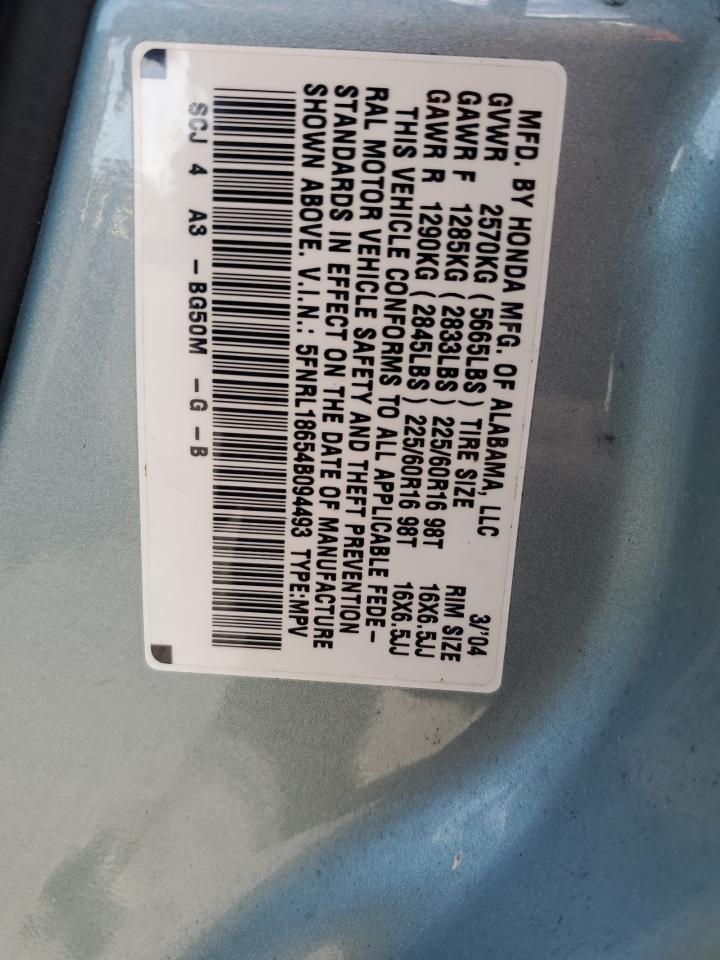 MFD. BY HONDA MFG. OF ALABAMA, LLC 3/'04
GVWR 2570KG (5665LBS) TIRE SIZE RIM SIZE
GAWR F 1285KG (2833LBS) 225/60R16 98T 16X6.5JJ
GAWR R 1290KG (2845LBS) 225/60R16 98T 16X6.5JJ
THIS VEHICLE CONFORMS TO ALL APPLICABLE FEDE-
RAL MOTOR VEHICLE SAFETY AND THEFT PREVENTION
STANDARDS IN EFFECT ON THE DATE OF MANUFACTURE
SHOWN ABOVE. V.I.N.: 5FNRL18654B094493 TYPE:MPV
SCJ 4 A3 -BG50M -G -B